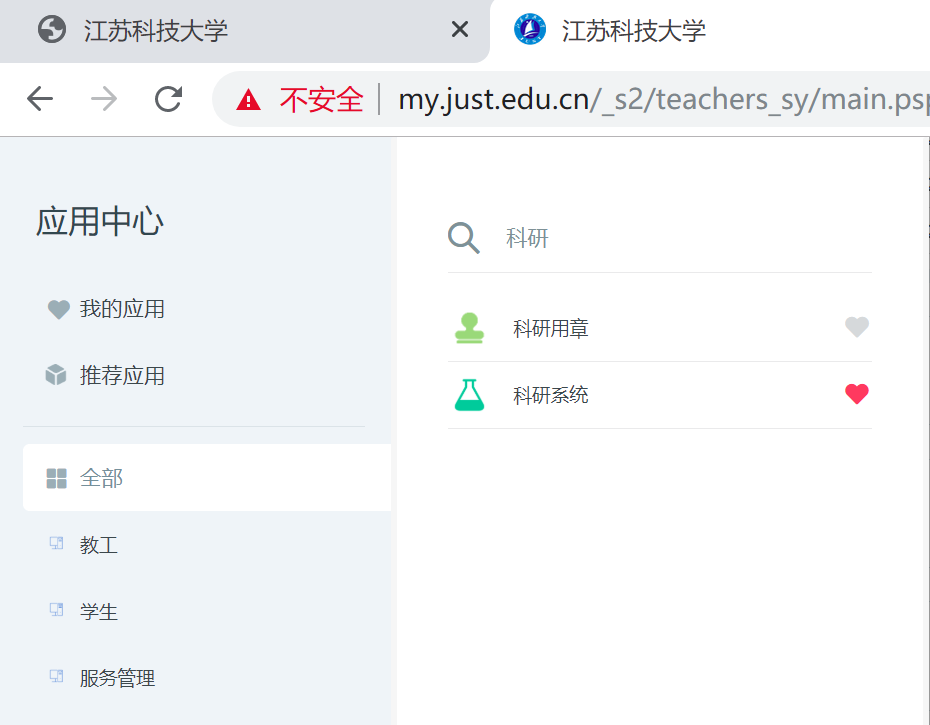 江苏科技大学
江苏科技大学
不安全 my.just.edu.cn/_s2/teachers_sy/main.psp
应用中心
我的应用
推荐应用
全部
教工
学生
服务管理
科研
科研用章
科研系统